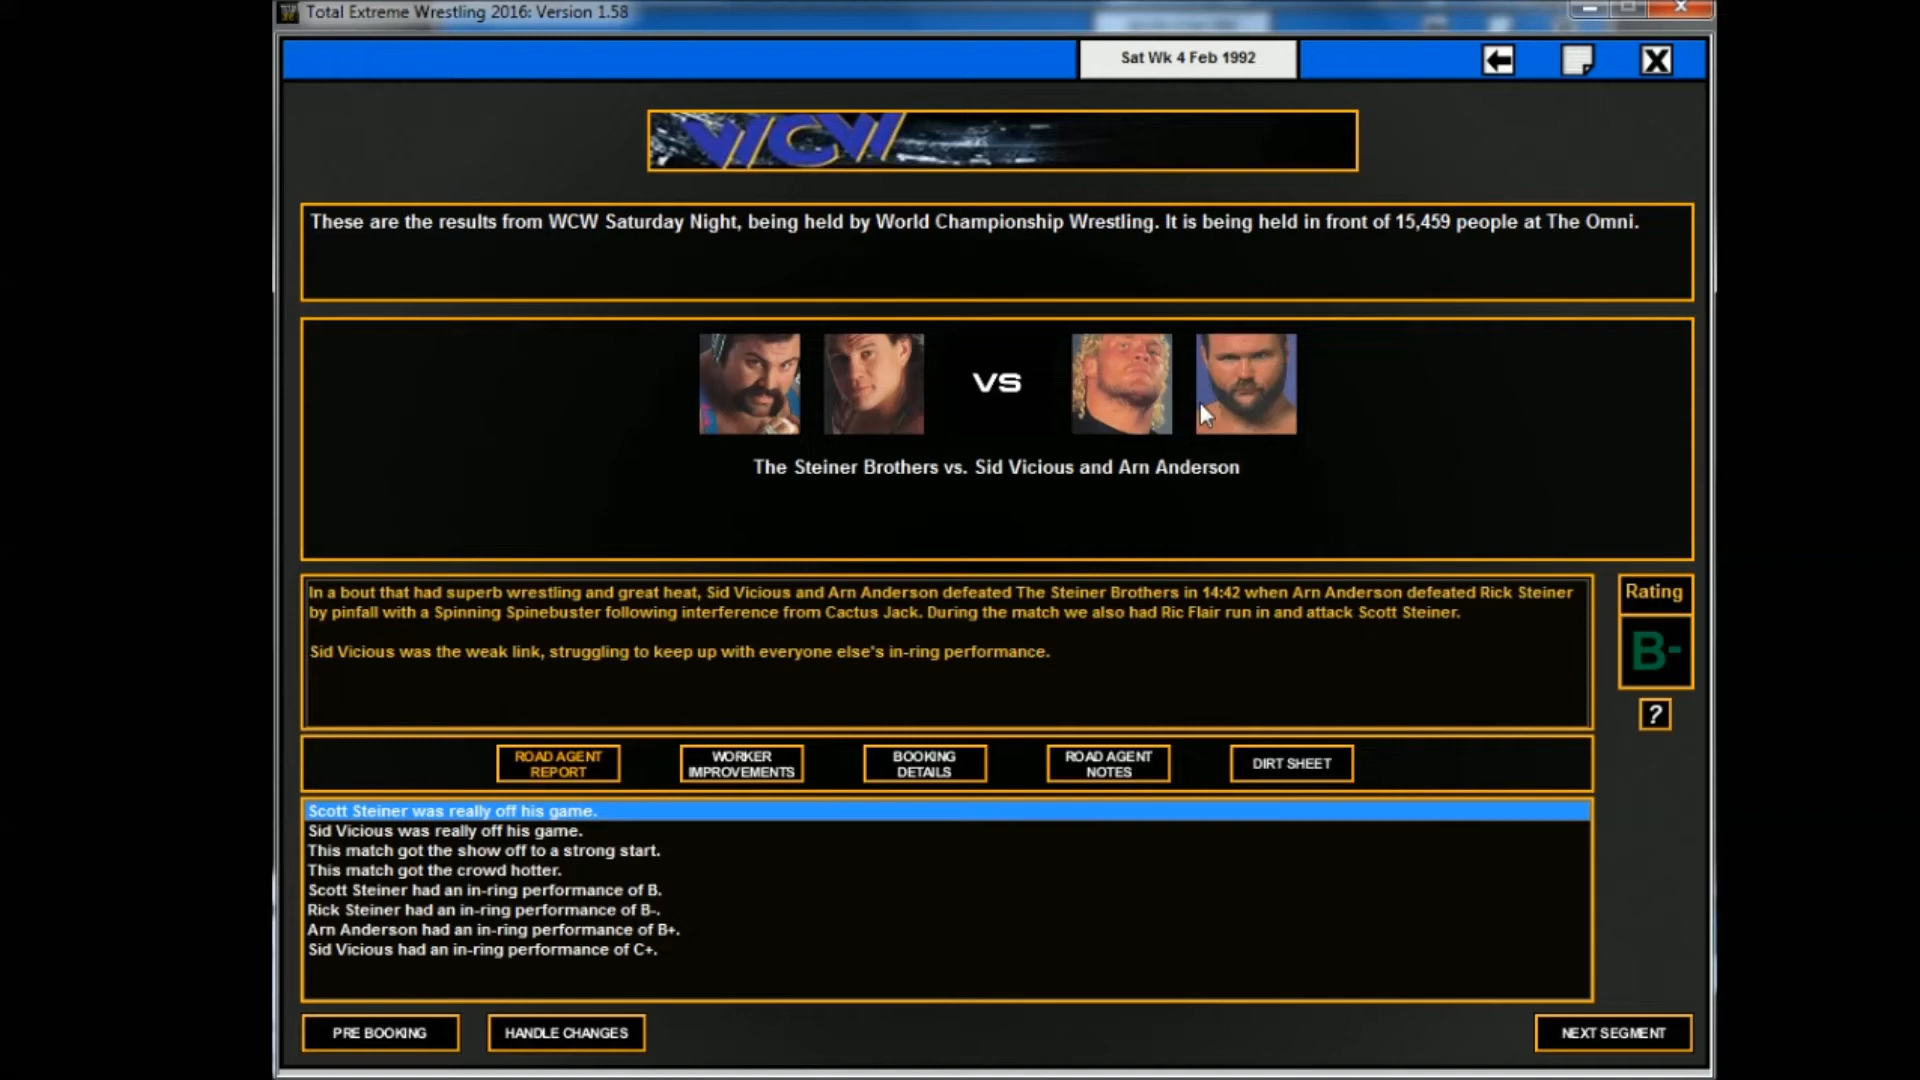 Total Extreme Wrestling 2016: Version 1.58
Sat Wk 4 Feb 1992
WCW
These are the results from WCW Saturday Night, being held by World Championship Wrestling. It is being held in front of 15,459 people at The Omni.
VS
The Steiner Brothers vs. Sid Vicious and Arn Anderson
In a bout that had superb wrestling and great heat, Sid Vicious and Arn Anderson defeated The Steiner Brothers in 14:42 when Arn Anderson defeated Rick Steiner
by pinfall with a Spinning Spinebuster following interference from Cactus Jack. During the match we also had Ric Flair run in and attack Scott Steiner.
Sid Vicious was the weak link, struggling to keep up with everyone else's in-ring performance.
Rating
B-
?
ROAD AGENT
REPORT
WORKER
IMPROVEMENTS
BOOKING
DETAILS
ROAD AGENT
NOTES
DIRT SHEET
Scott Steiner was really off his game.
Sid Vicious was really off his game.
This match got the show off to a strong start.
This match got the crowd hotter.
Scott Steiner had an in-ring performance of B.
Rick Steiner had an in-ring performance of B-.
Arn Anderson had an in-ring performance of B+.
Sid Vicious had an in-ring performance of C+.
PRE BOOKING
HANDLE CHANGES
NEXT SEGMENT